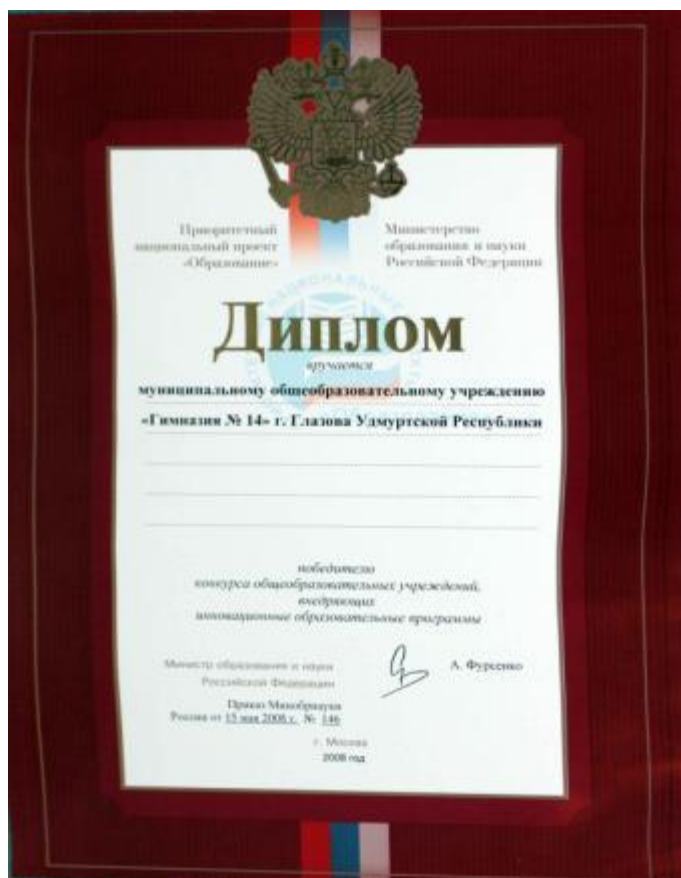 Приоритетный
национальный проект
«Образование»
Министерство
образования и науки
Российской Федерации
Диплом
вручается
муниципальному общеобразовательному учреждению
«Гимназия № 14» г. Глазова Удмуртской Республики
победителю
конкурса общеобразовательных учреждений,
внедряющих
инновационные образовательные программы
Министр образования и науки
Российской Федерации
А. Фурсенко
Приказ Минобрнауки
России от 15 мая 2008 г. № 146
г. Москва
2008 год